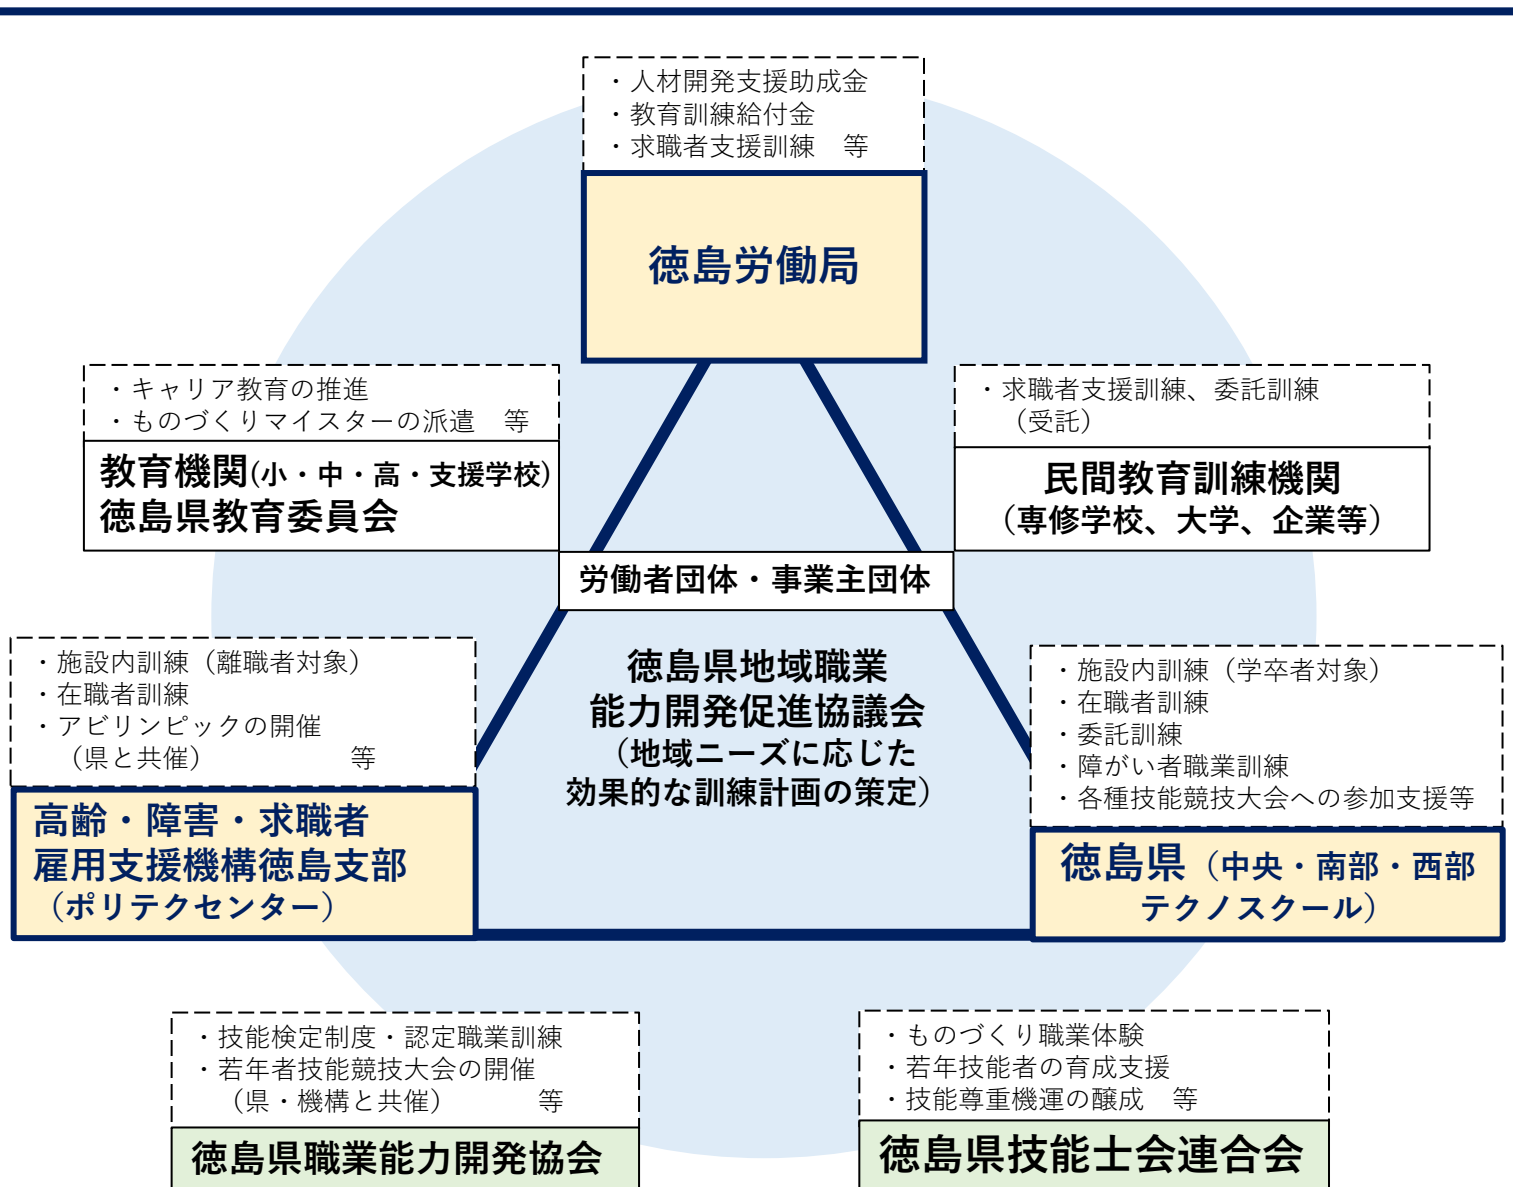 ・人材開発支援助成金
・教育訓練給付金
・求職者支援訓練　等
徳島労働局
・キャリア教育の推進
・ものづくりマイスターの派遣　等
教育機関(小・中・高・支援学校)
徳島県教育委員会
・求職者支援訓練、委託訓練
（受託）
民間教育訓練機関
（専修学校、大学、企業等）
労働者団体・事業主団体
徳島県地域職業
能力開発促進協議会
（地域ニーズに応じた
効果的な訓練計画の策定）
・施設内訓練（離職者対象）
・在職者訓練
・アビリンピックの開催
（県と共催）　　　　　等
高齢・障害・求職者
雇用支援機構徳島支部
（ポリテクセンター）
・施設内訓練（学卒者対象）
・在職者訓練
・委託訓練
・障がい者職業訓練
・各種技能競技大会への参加支援等
徳島県（中央・南部・西部
テクノスクール）
・技能検定制度・認定職業訓練
・若年者技能競技大会の開催
（県・機構と共催）　　　等
徳島県職業能力開発協会
・ものづくり職業体験
・若年技能者の育成支援
・技能尊重機運の醸成　等
徳島県技能士会連合会